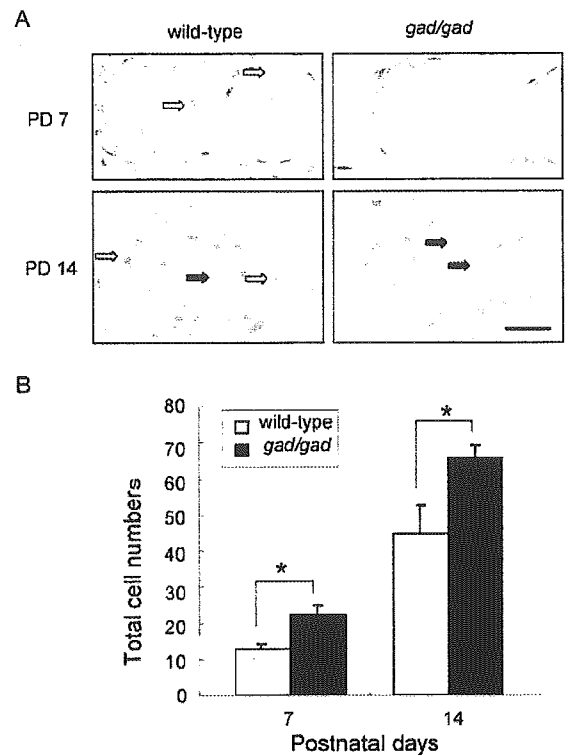 A
wild-type gad/gad
PD 7
PD 14
B
80
70
60
50
40
30
20
10
0
Total cell numbers
wild-type
gad/gad
*
*
7 14
Postnatal days